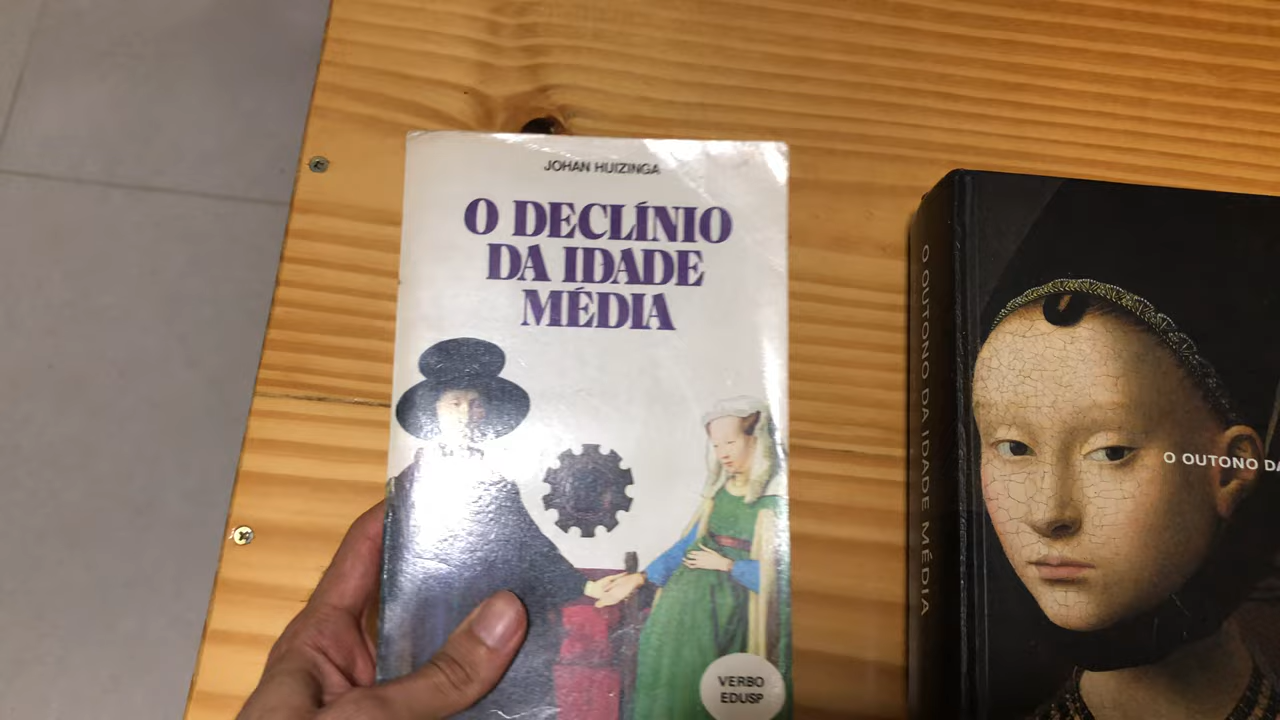 JOHAN HUIZINGA
O DECLÍNIO
DA IDADE
MÉDIA
VERBO
EDUSP
O OUTONO DA IDADE MÉDIA
O OUTONO DA